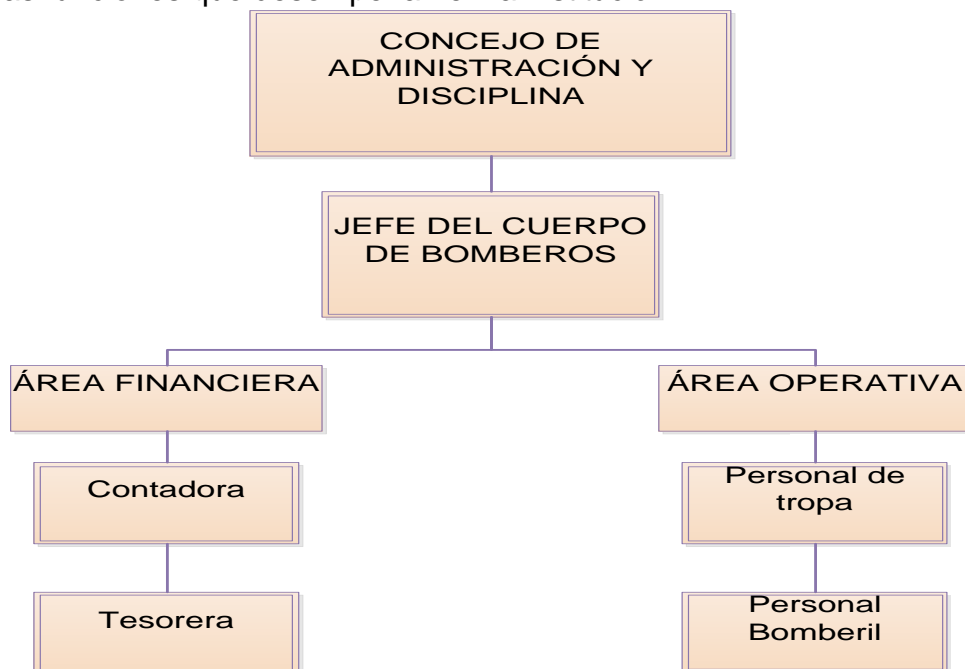 CONCEJO DE
ADMINISTRACIÓN Y
DISCIPLINA
JEFE DEL CUERPO
DE BOMBEROS
ÁREA FINANCIERA
ÁREA OPERATIVA
Contadora
Personal de
tropa
Tesorera
Personal
Bomberil